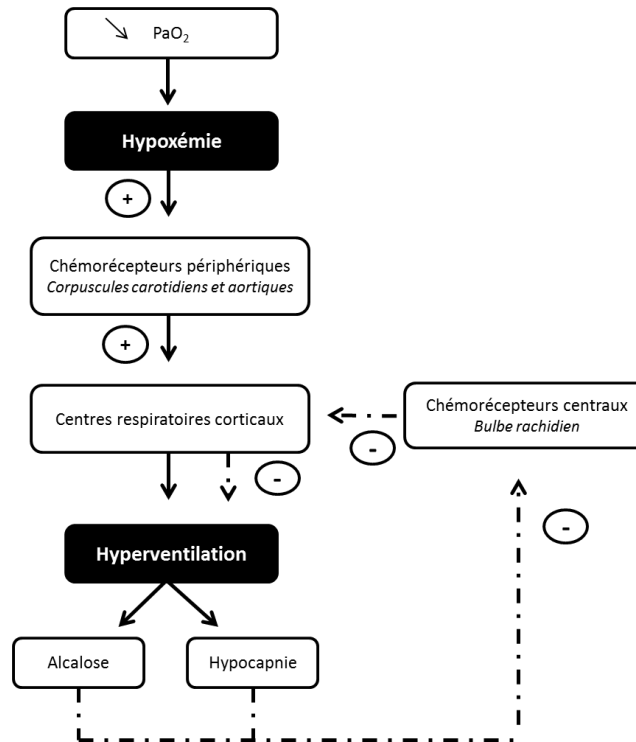 ↘ PaO₂
Hypoxémie
+
Chémorécepteurs périphériques
Corpuscules carotidiens et aortiques
+
Centres respiratoires corticaux
Chémorécepteurs centraux
Bulbe rachidien
-
-
-
Hyperventilation
Alcalose
Hypocapnie